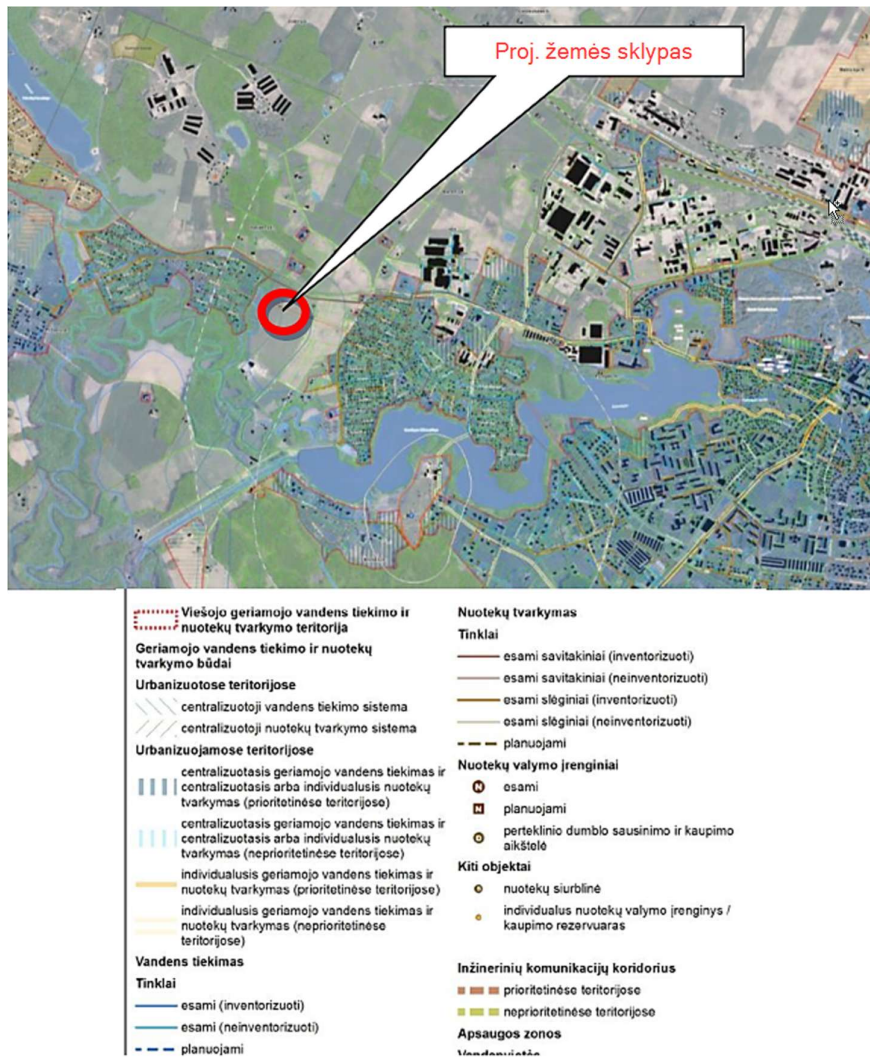 Proj. žemės sklypas
Viešojo geriamojo vandens tiekimo ir
nuotekų tvarkymo teritorija
Geriamojo vandens tiekimo ir nuotekų
tvarkymo būdai
Urbanizuotose teritorijose
centralizuotoji vandens tiekimo sistema
centralizuotoji nuotekų tvarkymo sistema
Urbanizuojamose teritorijose
centralizuotasis geriamojo vandens tiekimas ir
centralizuotasis arba individualusis nuotekų
tvarkymas (prioritetinėse teritorijose)
centralizuotasis geriamojo vandens tiekimas ir
centralizuotasis arba individualusis nuotekų
tvarkymas (neprioritetinėse teritorijose)
individualusis geriamojo vandens tiekimas ir
nuotekų tvarkymas (prioritetinėse teritorijose)
individualusis geriamojo vandens tiekimas ir
nuotekų tvarkymas (neprioritetinėse
teritorijose)
Vandens tiekimas
Tinklai
esami (inventorizuoti)
esami (neinventorizuoti)
planuojami
Nuotekų tvarkymas
Tinklai
esami savitakiniai (inventorizuoti)
esami savitakiniai (neinventorizuoti)
esami slėginiai (inventorizuoti)
esami slėginiai (neinventorizuoti)
planuojami
Nuotekų valymo įrenginiai
N esami
N planuojami
perteklinio dumblo sausinimo ir kaupimo
aikštelė
Kiti objektai
nuotekų siurblinė
individualus nuotekų valymo įrenginys /
kaupimo rezervuaras
Inžinerinių komunikacijų koridorius
prioritetinėse teritorijose
neprioritetinėse teritorijose
Apsaugos zonos